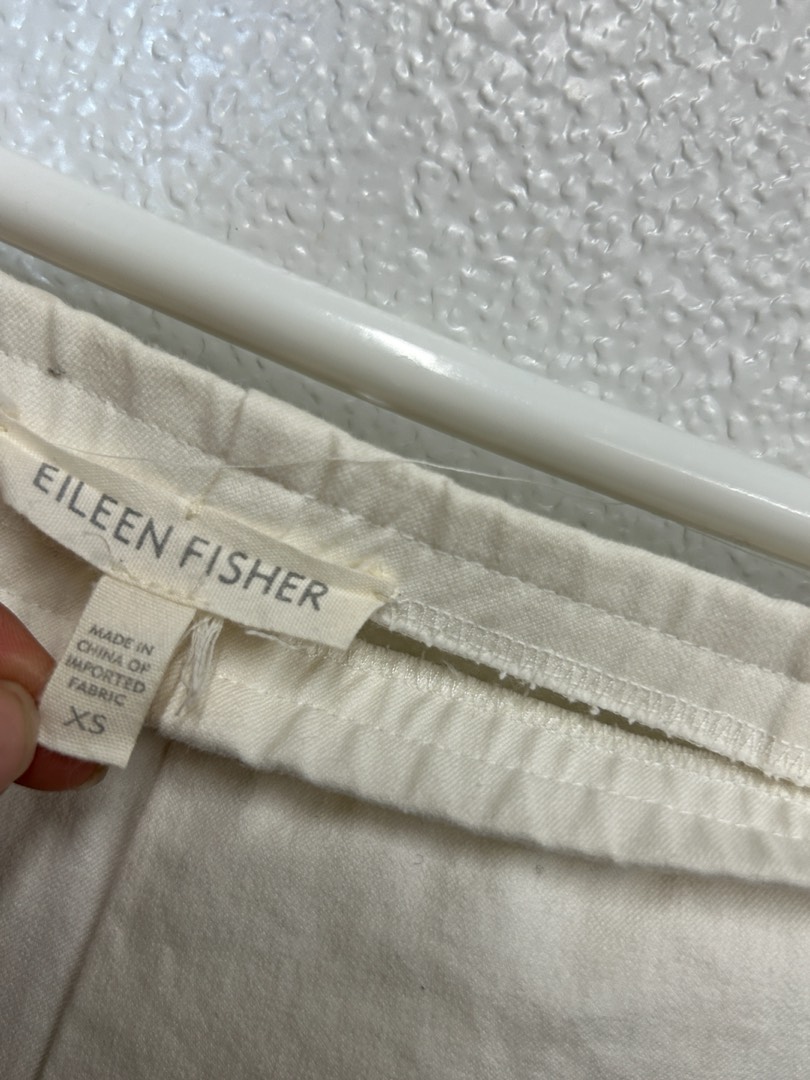 EILEEN FISHER
MADE IN
CHINA OF
IMPORTED
FABRIC
XS